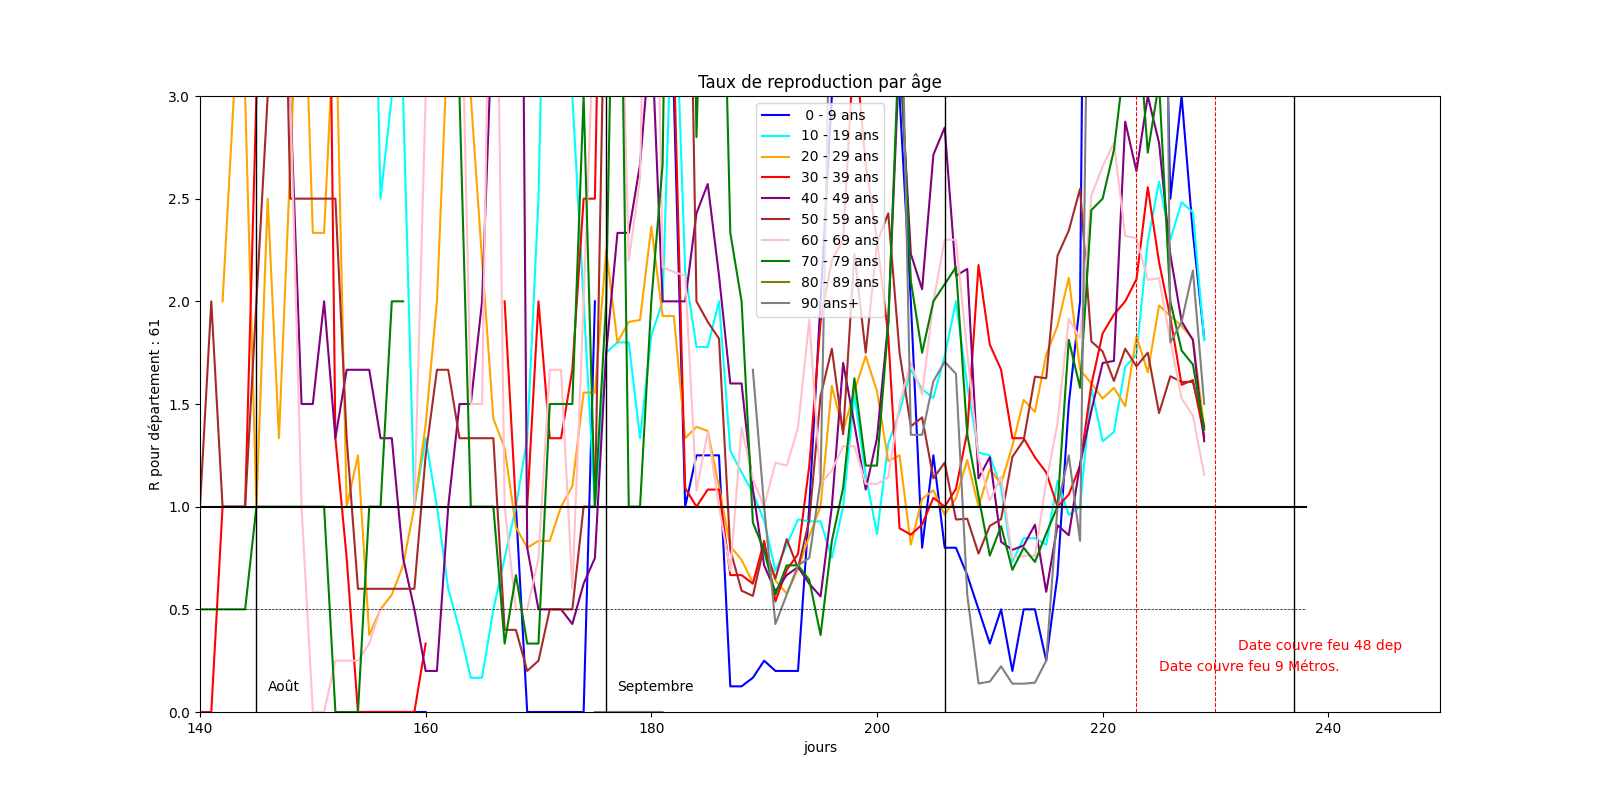 Taux de reproduction par âge
R pour département : 61
3.0
2.5
2.0
1.5
1.0
0.5
0.0
0 - 9 ans
10 - 19 ans
20 - 29 ans
30 - 39 ans
40 - 49 ans
50 - 59 ans
60 - 69 ans
70 - 79 ans
80 - 89 ans
90 ans+
Date couvre feu 48 dep
Date couvre feu 9 Métros.
Août
Septembre
140
160
180
200
220
240
jours